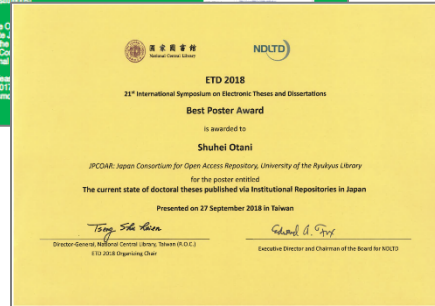 國家圖書館
National Central Library
NDLTD
ETD 2018
21st International Symposium on Electronic Theses and Dissertations
Best Poster Award
is awarded to
Shuhei Otani
JPCOAR: Japan Consortium for Open Access Repository, University of the Ryukyus Library
for the poster entitled
The current state of doctoral theses published via Institutional Repositories in Japan
Presented on 27 September 2018 in Taiwan
Director-General, National Central Library, Taiwan (R.O.C.)
ETD 2018 Organizing Chair
Edward A. Fox
Executive Director and Chairman of the Board for NDLTD